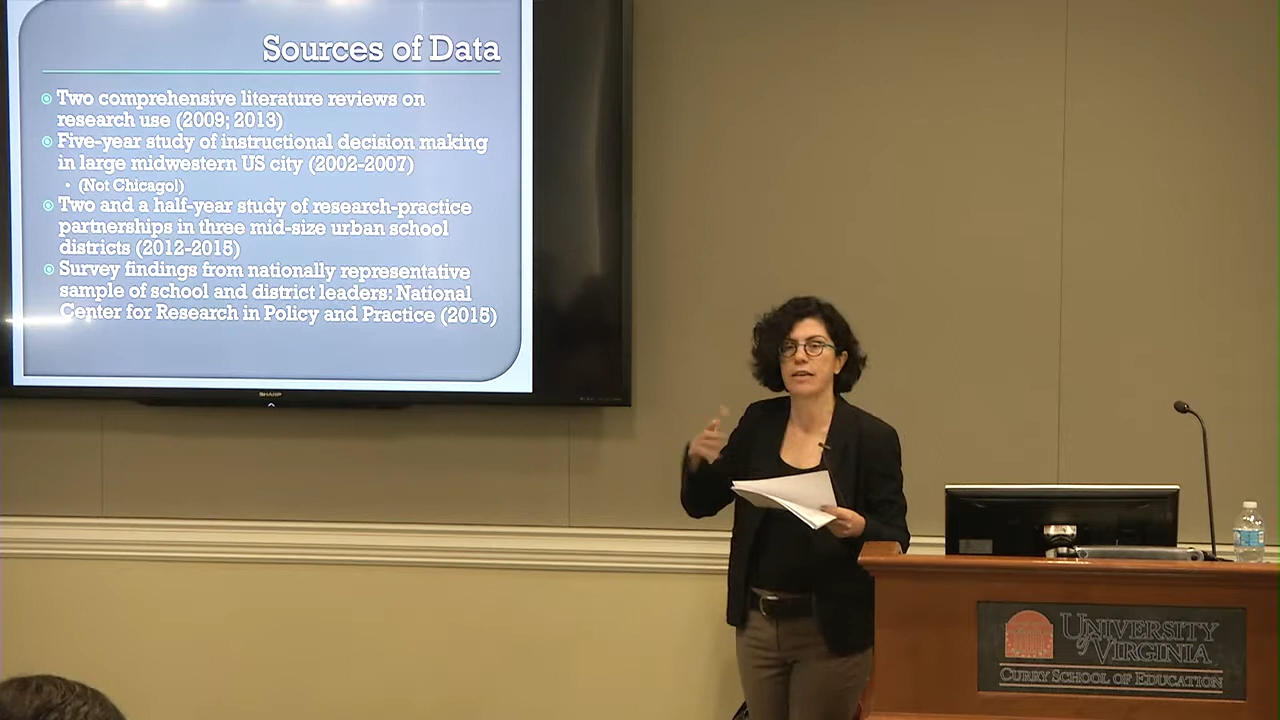 Sources of Data
Two comprehensive literature reviews on
research use (2009; 2013)
Five-year study of instructional decision making
in large midwestern US city (2002-2007)
(Not Chicago!)
Two and a half-year study of research-practice
partnerships in three mid-size urban school
districts (2012-2015)
Survey findings from nationally representative
sample of school and district leaders: National
Center for Research in Policy and Practice (2015)
SHARP
UNIVERSITY
of VIRGINIA
CURRY SCHOOL OF EDUCATION